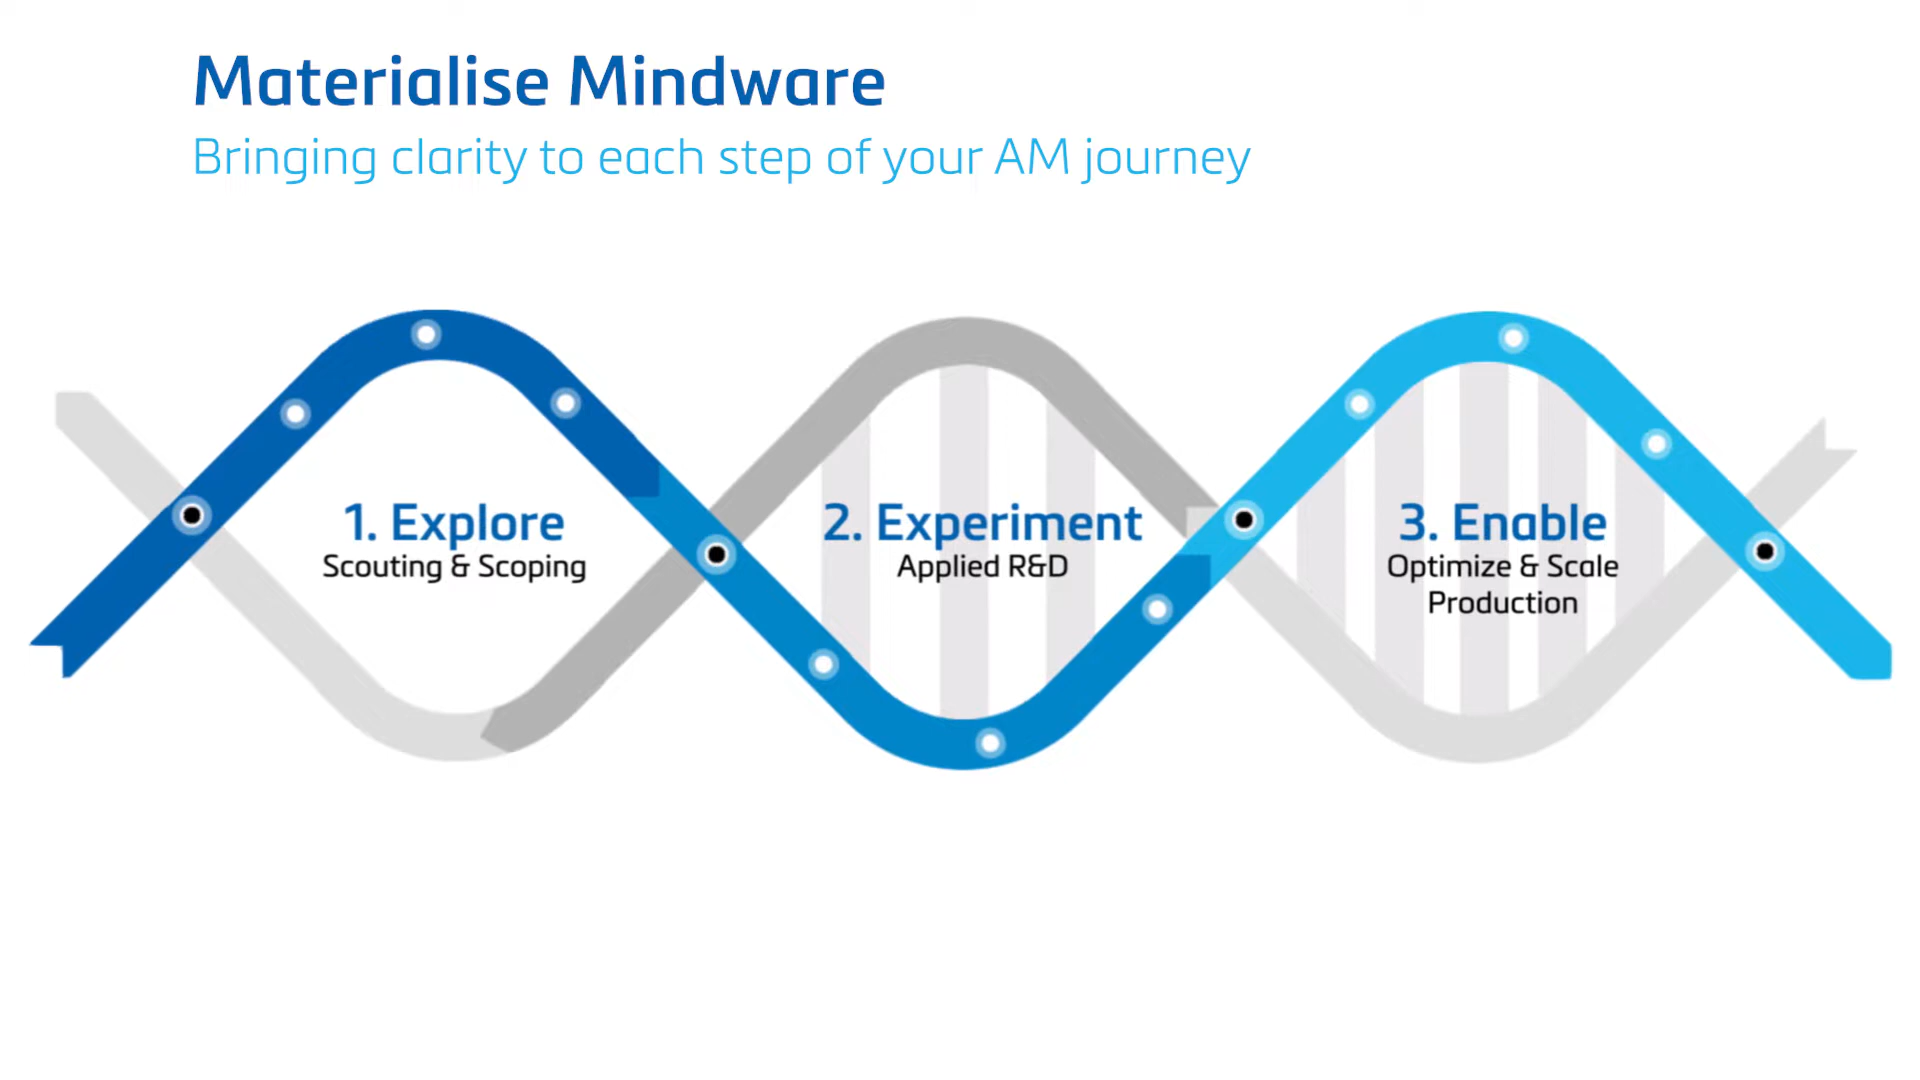 Materialise Mindware
Bringing clarity to each step of your AM journey
1. Explore
Scouting & Scoping
2. Experiment
Applied R&D
3. Enable
Optimize & Scale
Production